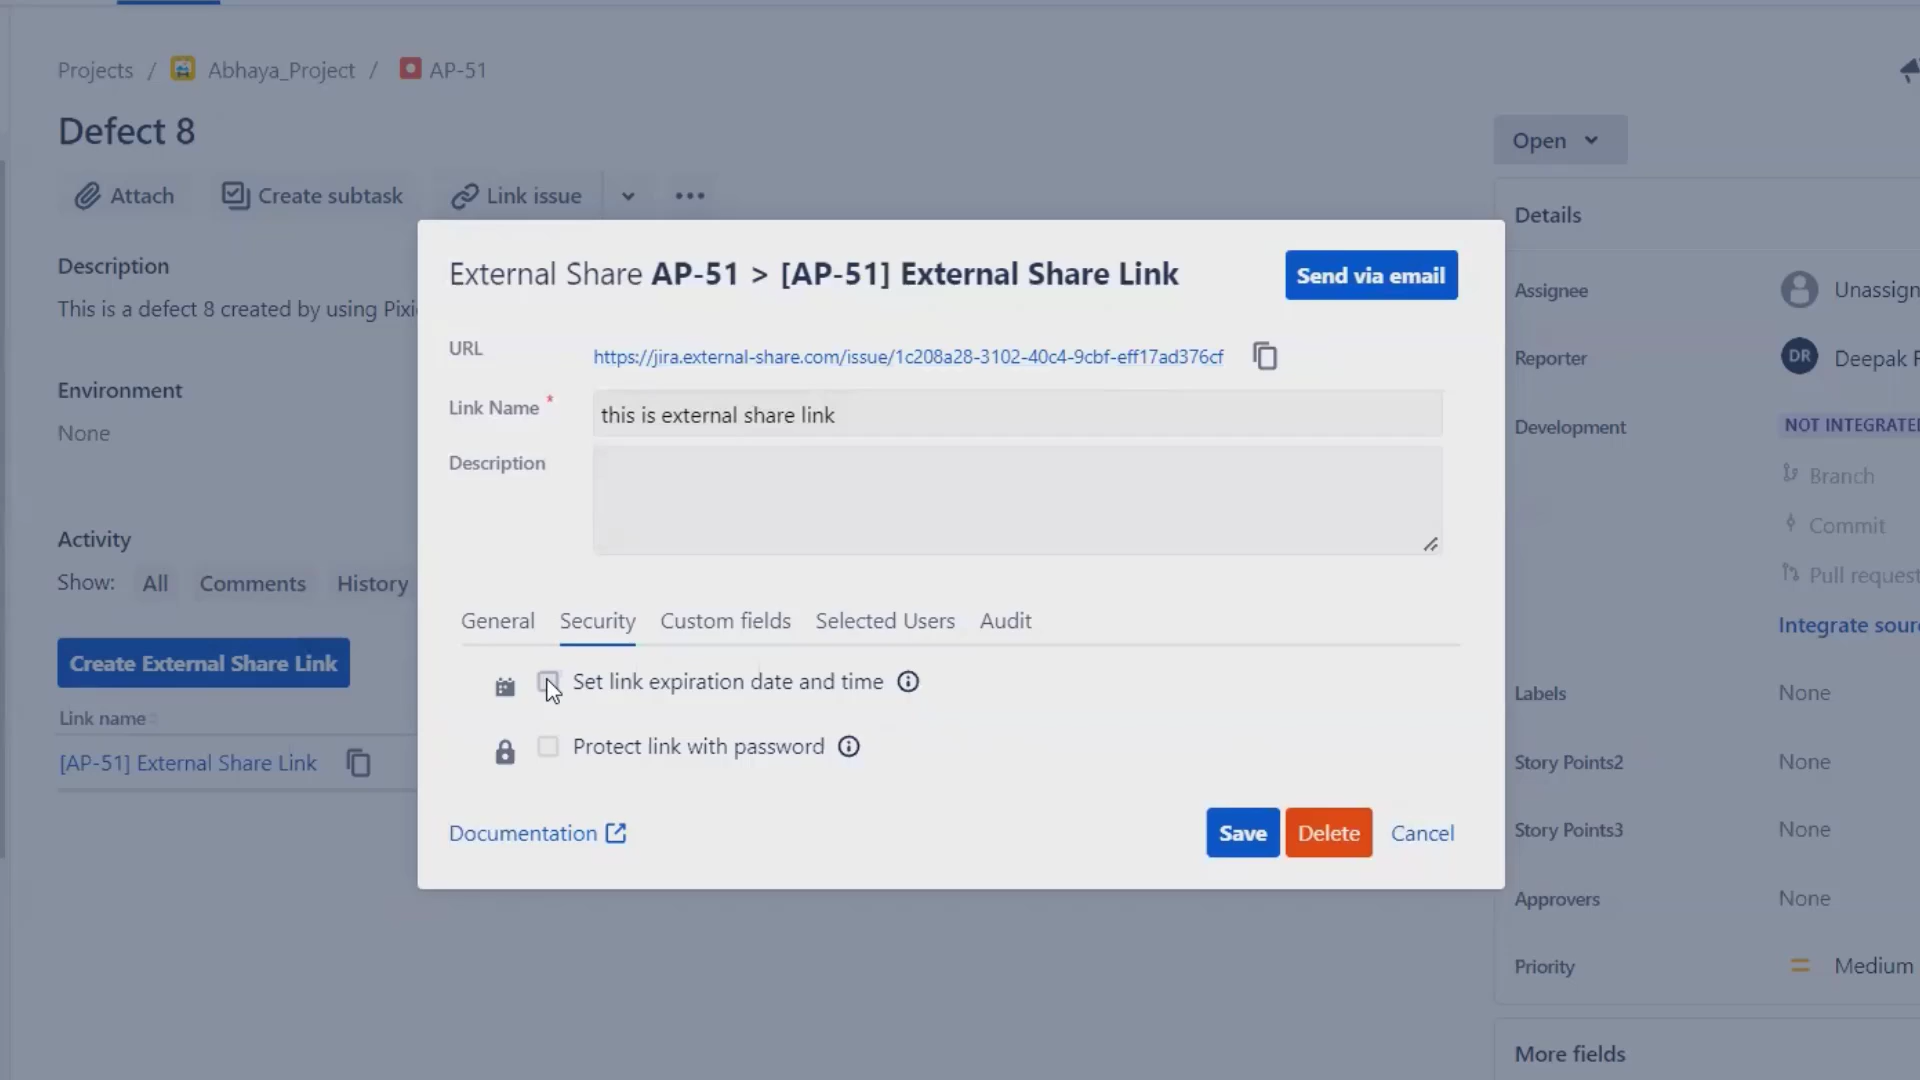 Projects / Abhaya_Project / AP-51
Defect 8
Open
Attach Create subtask Link issue
Details
External Share AP-51 > [AP-51] External Share Link
Send via email
Description
This is a defect 8 created by using Pixi
Assignee
Unassign
URL
https://jira.external-share.com/issue/1c208a28-3102-40c4-9cbf-eff17ad376cf
Reporter
DR Deepak
Environment
None
Link Name *
this is external share link
Development
NOT INTEGRATED
Description
Branch
Commit
Activity
Show: All Comments History
Pull request
General Security Custom fields Selected Users Audit
Integrate sour
Create External Share Link
Set link expiration date and time
Labels
None
Link name
Protect link with password
[AP-51] External Share Link
Story Points2
None
Documentation
Save Delete Cancel
Story Points3
None
Approvers
None
Priority
Medium
More fields